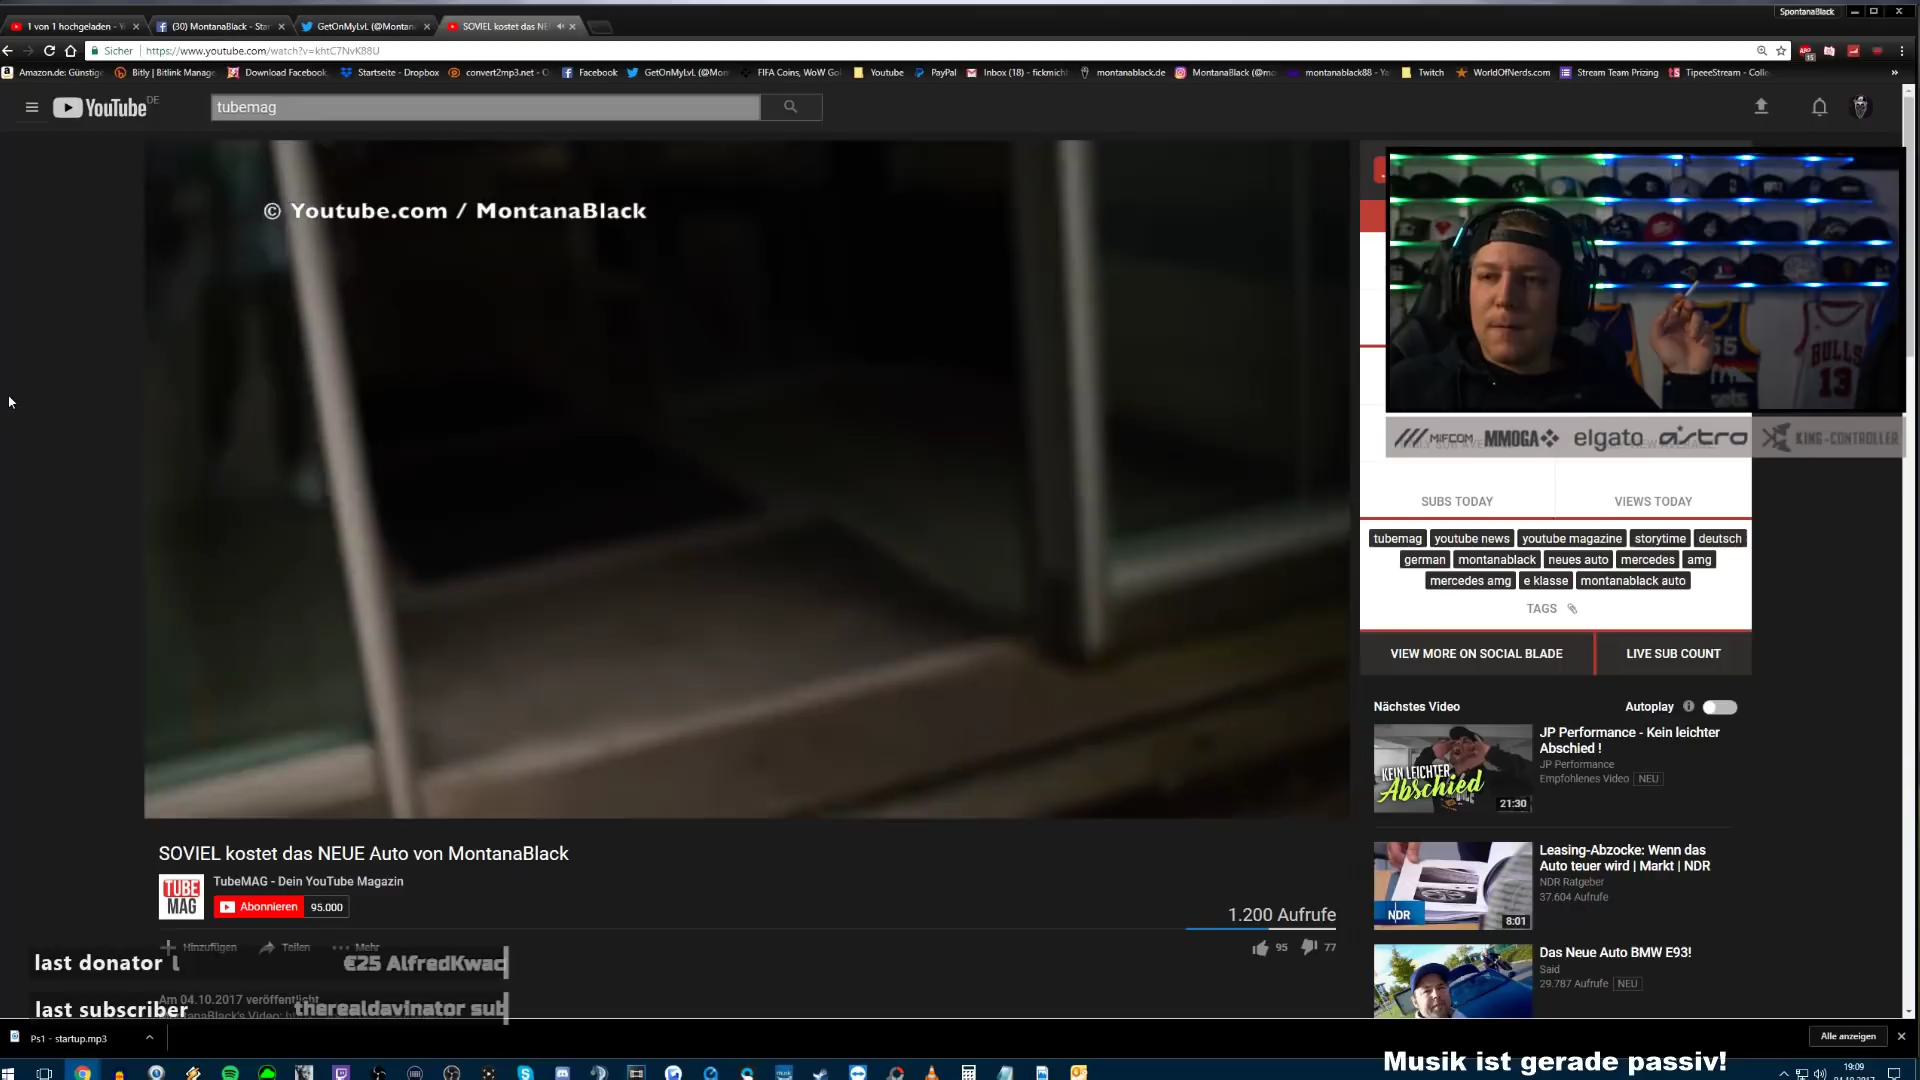 SpontanaBlack
1 von 1 hochgeladen - Y
(30) MontanaBlack - Star
GetOnMyLvL (@Montan
SOVIEL kostet das NE
Sicher
https://www.youtube.com/watch?v=khtC7NvK88U
Amazon.de: Günstige
Bitly | Bitlink Manage
Download Facebook
Startseite - Dropbox
convert2mp3.net - O
Facebook
GetOnMyLvL (@Mon
FIFA Coins, WoW Gol
Youtube
PayPal
Inbox (18) - fickmich
montanablack.de
MontanaBlack (@mo
montanablack88 - Yo
Twitch
WorldOfNerds.com
Stream Team Prizing
TipeeeStream - Colle
YouTube DE
tubemag
© Youtube.com / MontanaBlack
BULLS
13
MIFCOM MMOGA elgato ASTRO KING-CONTROLLER
SUBS TODAY
VIEWS TODAY
tubemag youtube news youtube magazine storytime deutsch
german montanablack neues auto mercedes amg
mercedes amg e klasse montanablack auto
TAGS
VIEW MORE ON SOCIAL BLADE
LIVE SUB COUNT
Nächstes Video
Autoplay
KEIN LEICHTER
Abschied
21:30
JP Performance - Kein leichter
Abschied !
JP Performance
Empfohlenes Video NEU
NDR
8:01
Leasing-Abzocke: Wenn das
Auto teuer wird | Markt | NDR
NDR Ratgeber
37.604 Aufrufe
Das Neue Auto BMW E93!
Said
29.787 Aufrufe NEU
SOVIEL kostet das NEUE Auto von MontanaBlack
TUBE
MAG
TubeMAG - Dein YouTube Magazin
Abonnieren 95.000
1.200 Aufrufe
Hinzufügen
Teilen
Mehr
95
77
last donator
€25 AlfredKwac
Am 04.10.2017 veröffentlicht
last subscriber
therealdavinator sub
Ps1 - startup.mp3
Alle anzeigen
Musik ist gerade passiv!
19:09